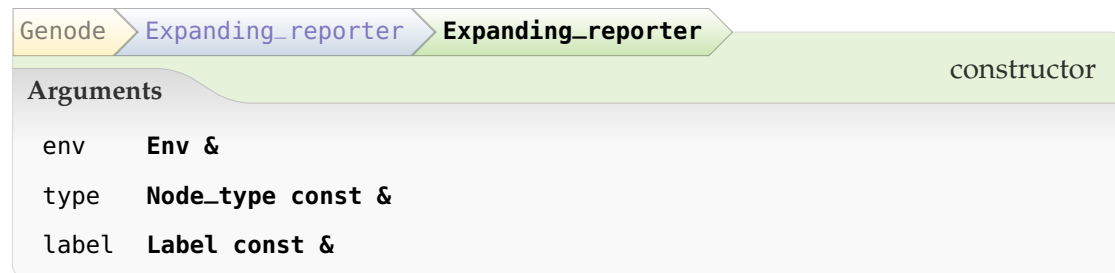 Genode Expanding_reporter Expanding_reporter
constructor
Arguments
env Env &
type Node_type const &
label Label const &